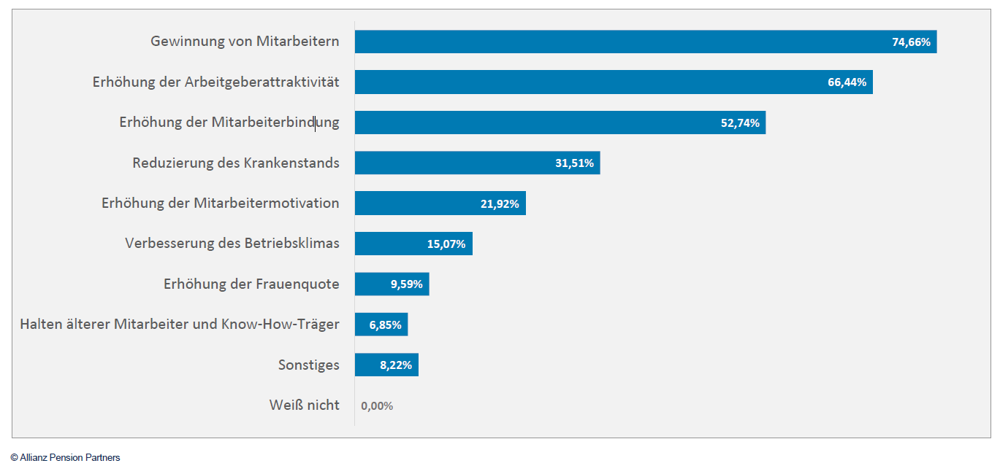 Gewinnung von Mitarbeitern 74,66%
Erhöhung der Arbeitgeberattraktivität 66,44%
Erhöhung der Mitarbeiterbindung 52,74%
Reduzierung des Krankenstands 31,51%
Erhöhung der Mitarbeitermotivation 21,92%
Verbesserung des Betriebsklimas 15,07%
Erhöhung der Frauenquote 9,59%
Halten älterer Mitarbeiter und Know-How-Träger 6,85%
Sonstiges 8,22%
Weiß nicht 0,00%
© Allianz Pension Partners